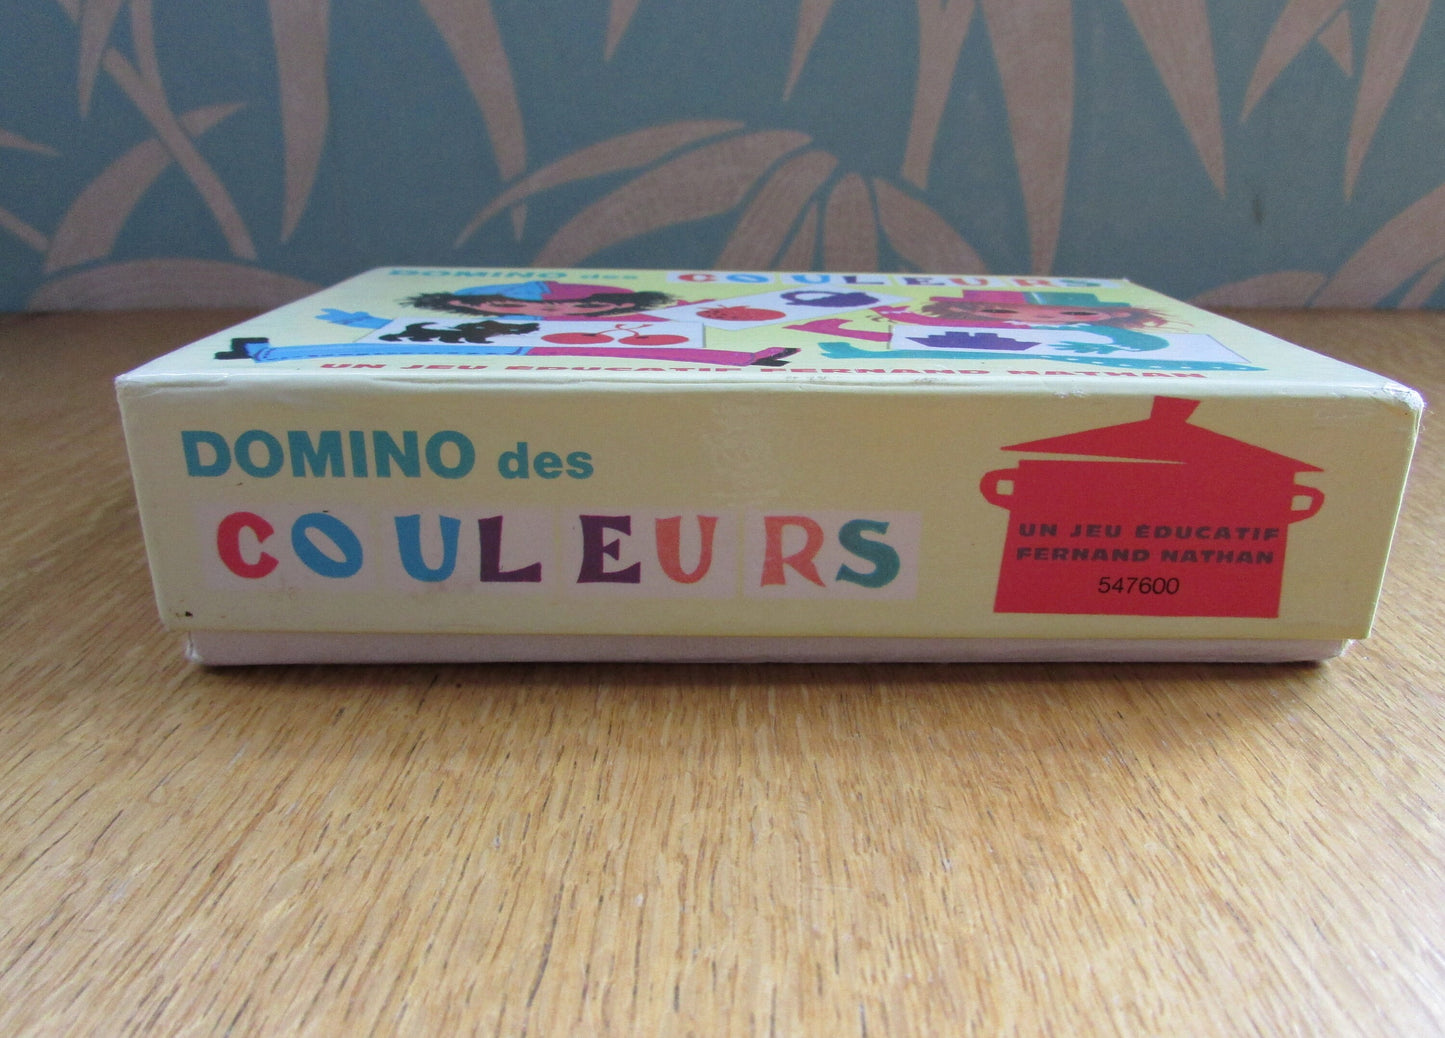 DOMINO des COULEURS
UN JEU ÉDUCATIF FERNAND NATHAN
DOMINO des
COULEURS
UN JEU ÉDUCATIF
FERNAND NATHAN
547600